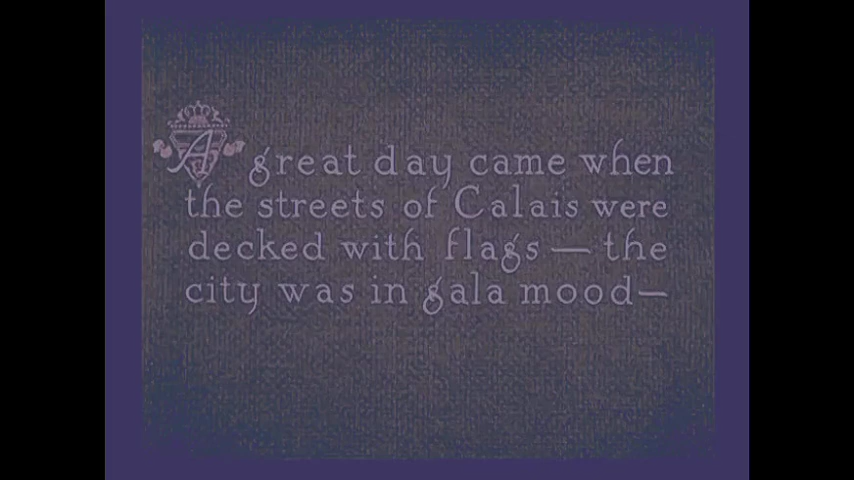 A great day came when
the streets of Calais were
decked with flags — the
city was in gala mood—